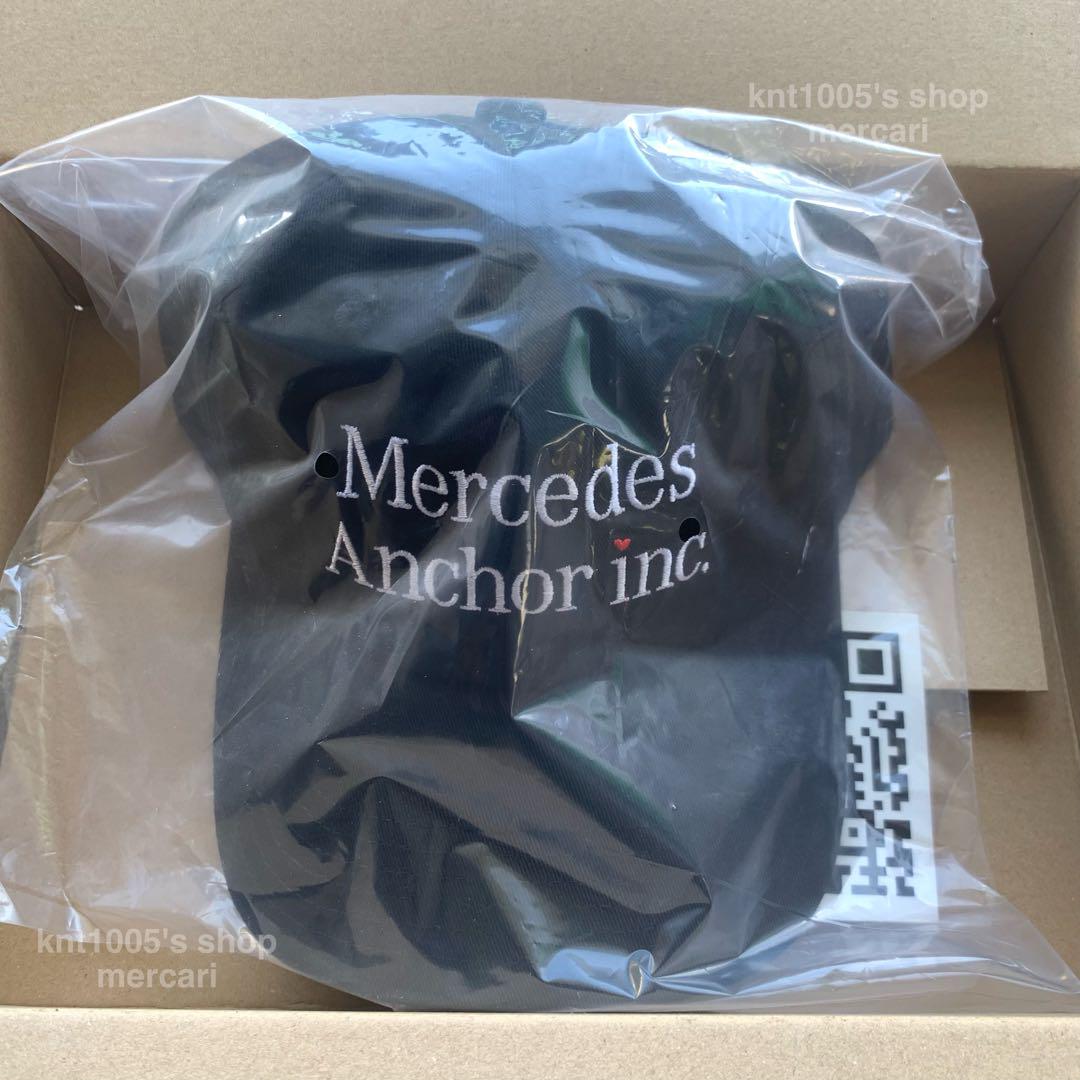 knt1005's shop
mercari
Mercedes
Anchor inc.
knt1005's shop
mercari